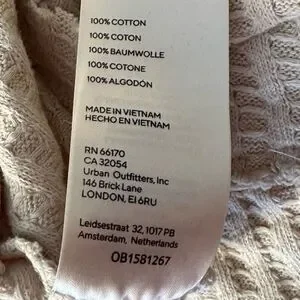 100% COTTON
100% COTON
100% BAUMWOLLE
100% COTONE
100% ALGODÓN
MADE IN VIETNAM
HECHO EN VIETNAM
RN 66170
CA 32054
Urban Outfitters, Inc
146 Brick Lane
LONDON, E1 6RU
Leidsestraat 32, 1017 PB
Amsterdam, Netherlands
OB1581267